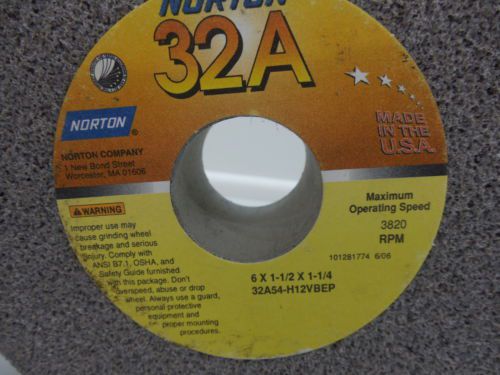 NORTON
32A
NORTON
NORTON COMPANY
1 New Bond Street
Worcester, MA 01606
MADE
IN THE
U.S.A.
WARNING
Improper use may
cause grinding wheel
breakage and serious
injury. Comply with
ANSI B7.1, OSHA, and
Safety Guide furnished
with machine. Don't
overspeed, abuse or drop
wheel. Always use a guard,
personal protective
equipment and
proper mounting
procedures.
Maximum
Operating Speed
3820
RPM
101281774 6/06
6 X 1-1/2 X 1-1/4
32A54-H12VBEP